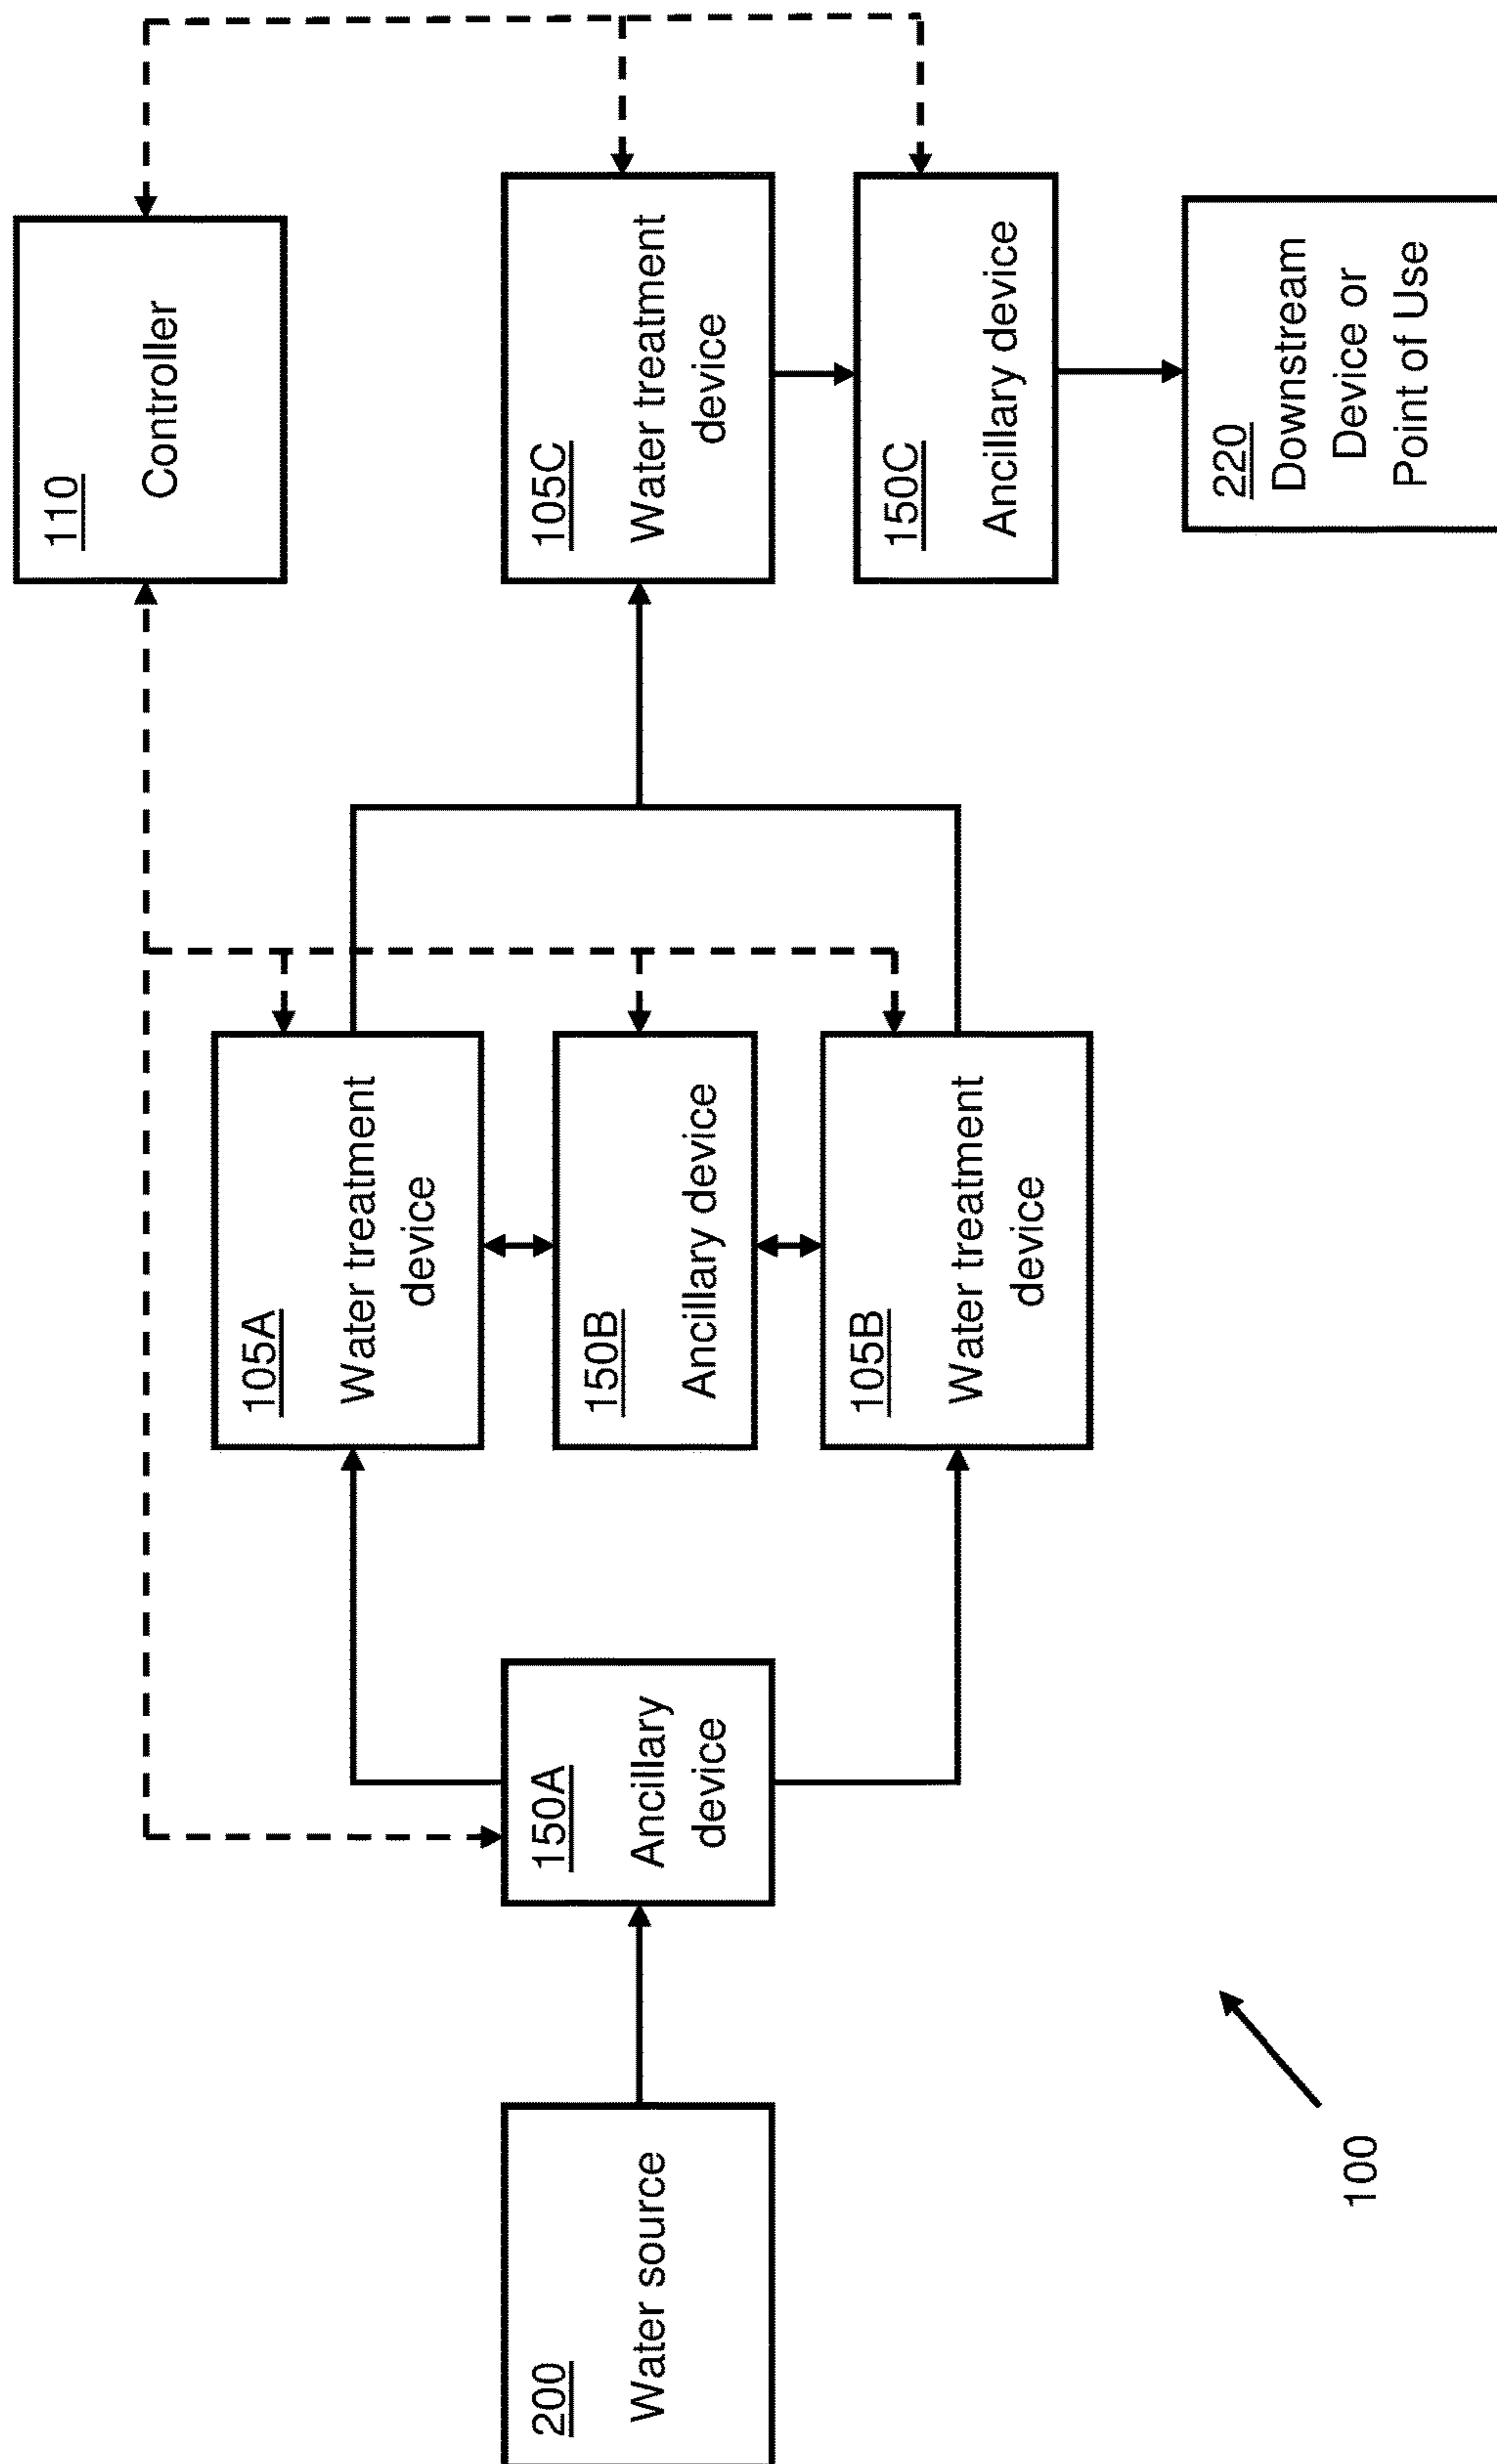 110
Controller
105A
Water treatment
device
200
Water source
150A
Ancillary
device
150B
Ancillary device
105C
Water treatment
device
105B
Water treatment
device
150C
Ancillary device
220
Downstream
Device or
Point of Use
100